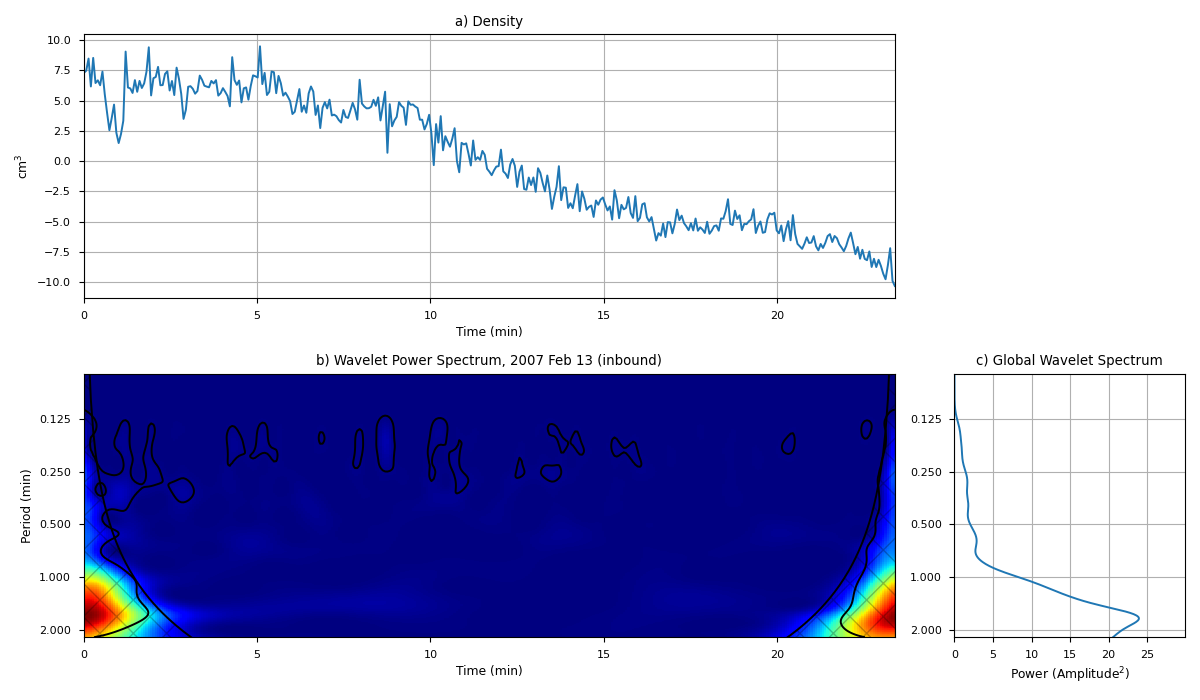 a) Density
10.0
7.5
5.0
2.5
0.0
−2.5
−5.0
−7.5
−10.0
cm³
0 5 10 15 20
Time (min)
b) Wavelet Power Spectrum, 2007 Feb 13 (inbound)
0.125
0.250
0.500
1.000
2.000
Period (min)
0 5 10 15 20
Time (min)
c) Global Wavelet Spectrum
0.125
0.250
0.500
1.000
2.000
0 5 10 15 20 25
Power (Amplitude²)